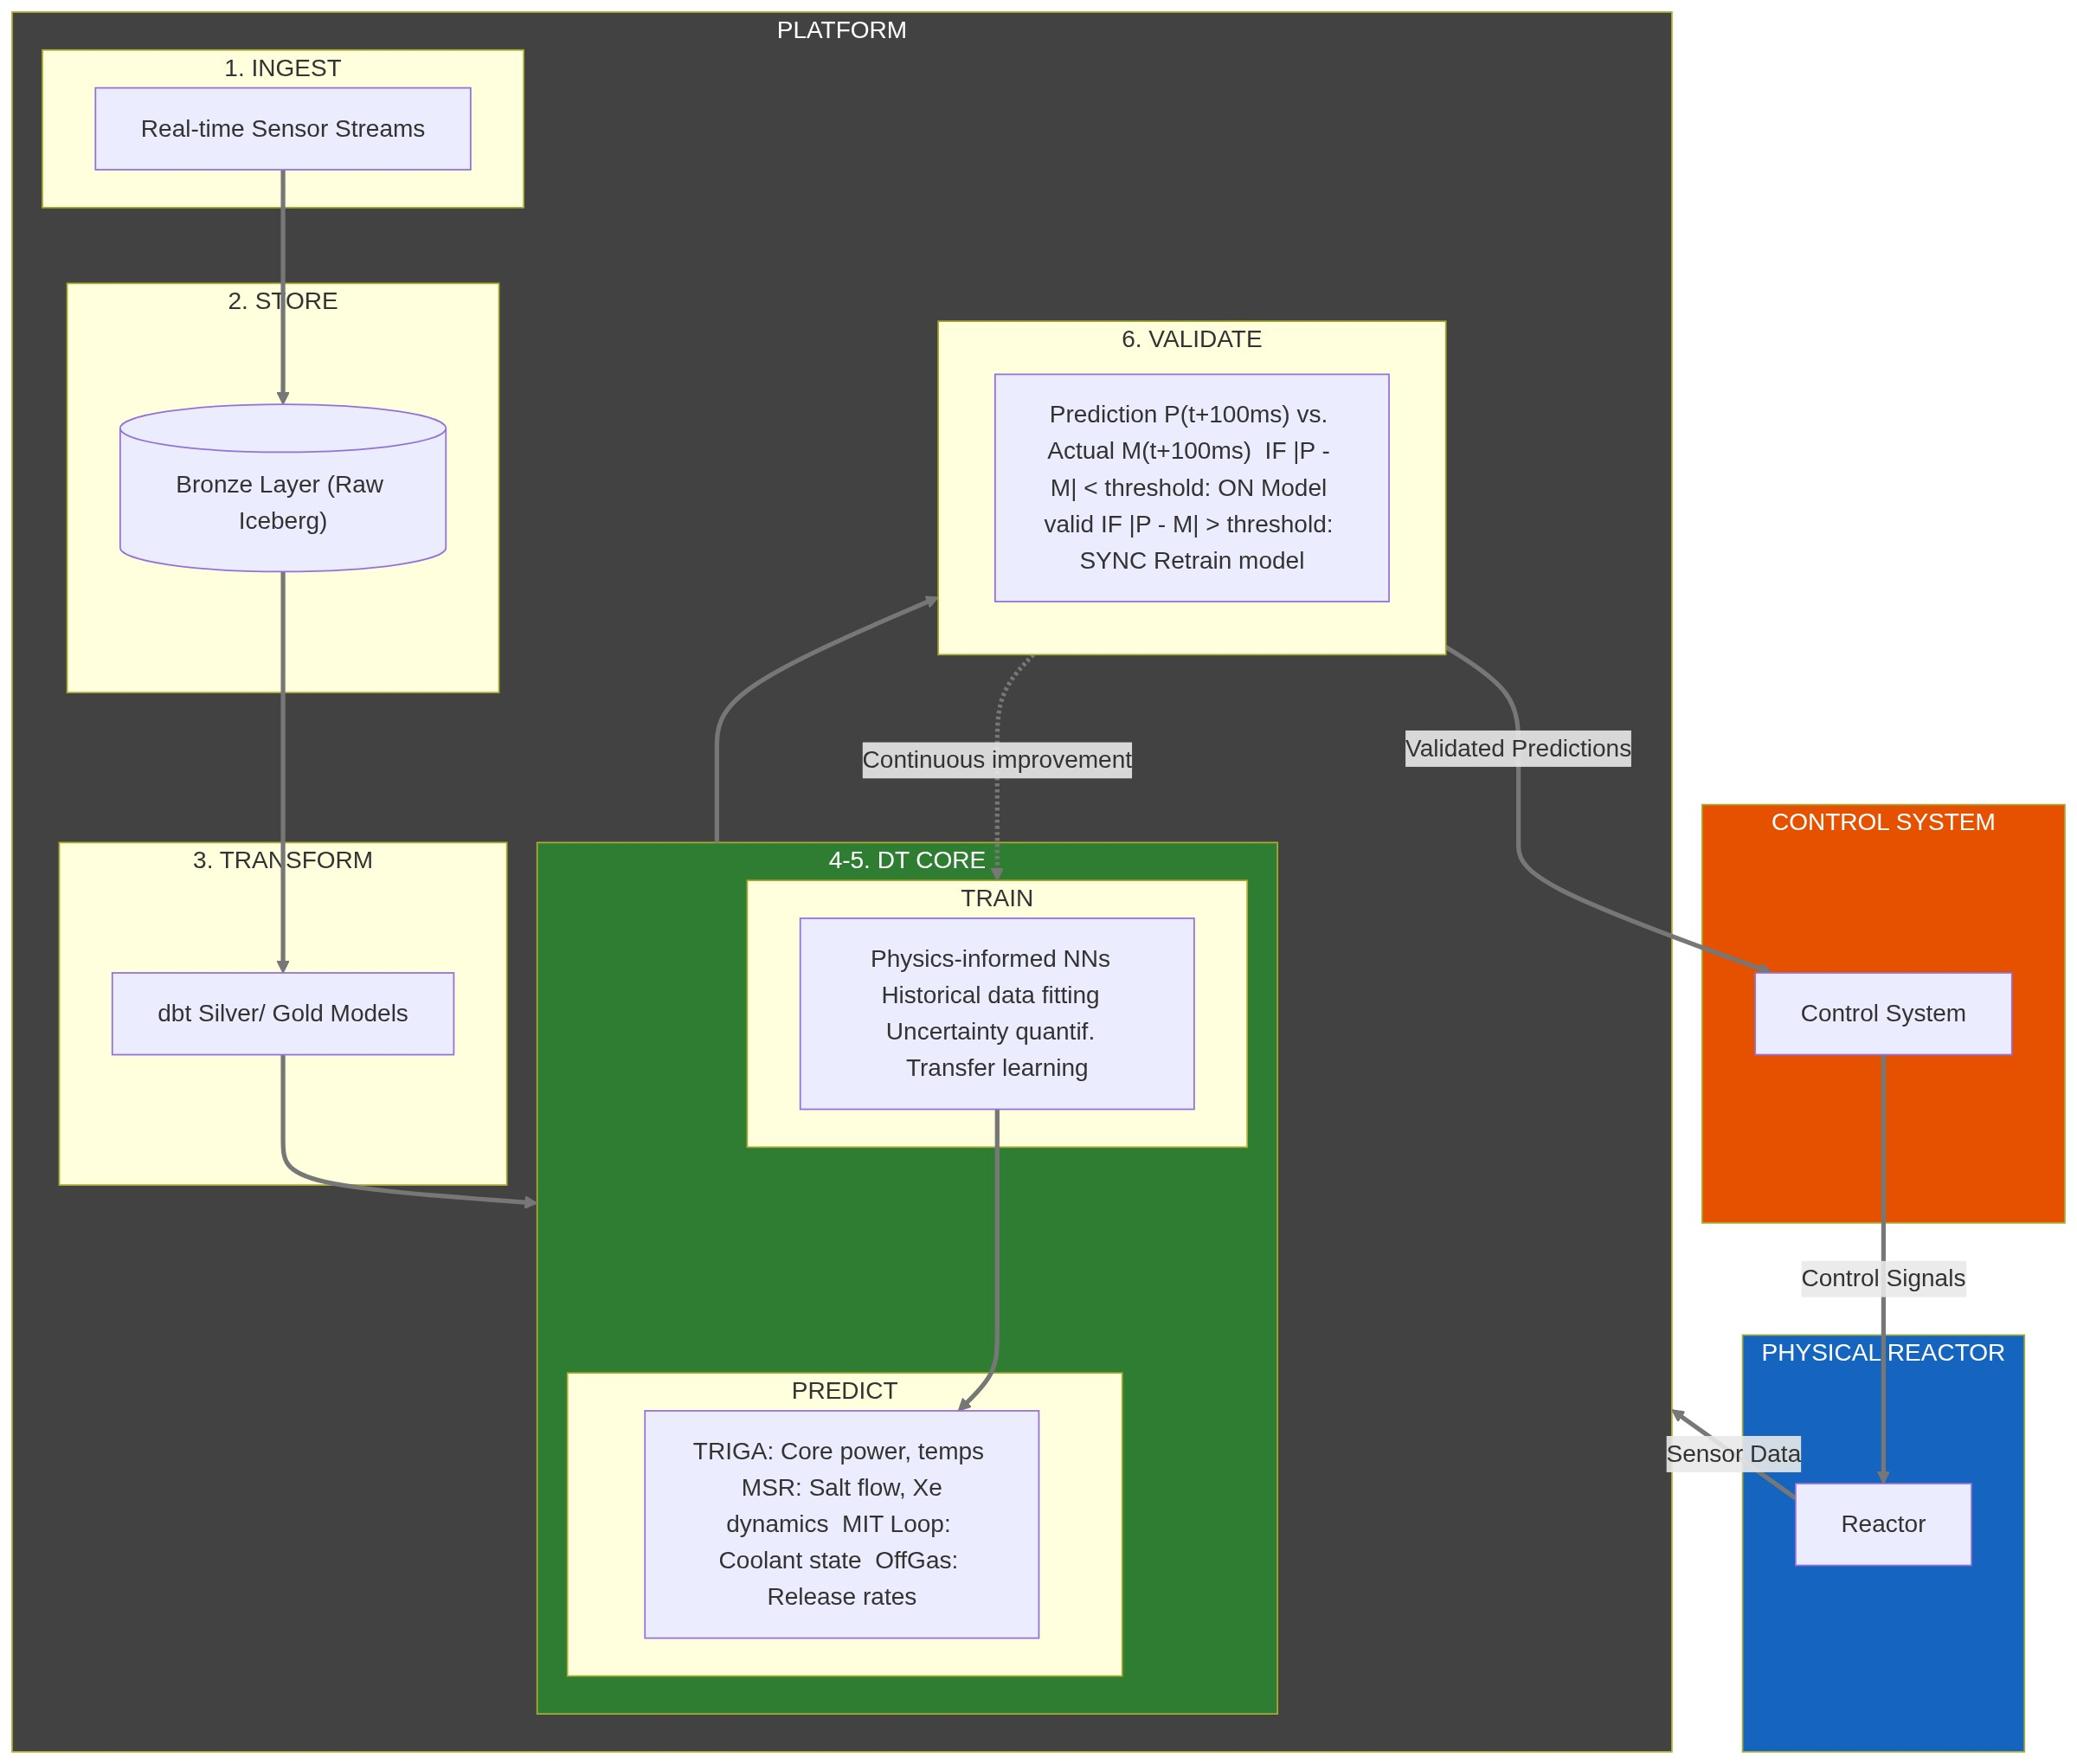 PLATFORM
1. INGEST
Real-time Sensor Streams
2. STORE
Bronze Layer (Raw
Iceberg)
3. TRANSFORM
dbt Silver/ Gold Models
6. VALIDATE
Prediction P(t+100ms) vs.
Actual M(t+100ms)  IF |P -
M| < threshold: ON Model
valid IF |P - M| > threshold:
SYNC Retrain model
Continuous improvement
Validated Predictions
4-5. DT CORE
TRAIN
Physics-informed NNs
Historical data fitting
Uncertainty quantif.
Transfer learning
PREDICT
TRIGA: Core power, temps
MSR: Salt flow, Xe
dynamics  MIT Loop:
Coolant state  OffGas:
Release rates
CONTROL SYSTEM
Control System
Control Signals
PHYSICAL REACTOR
Sensor Data
Reactor